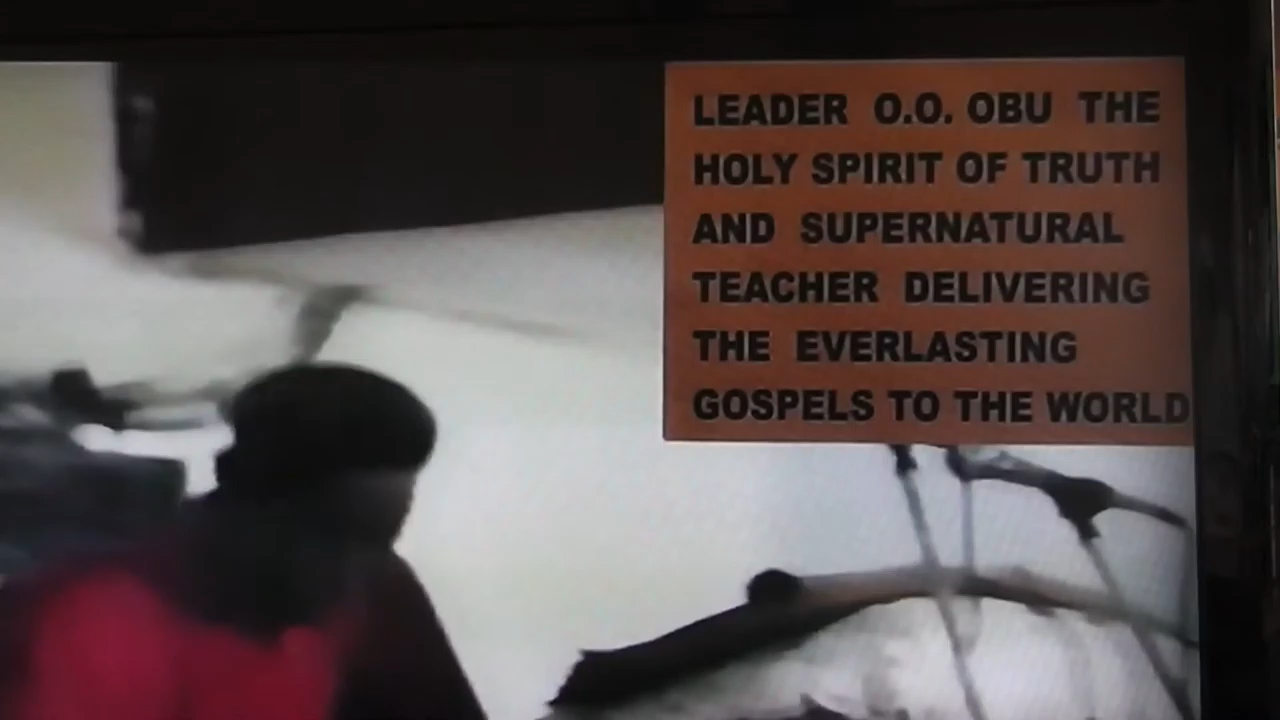 LEADER O.O. OBU THE
HOLY SPIRIT OF TRUTH
AND SUPERNATURAL
TEACHER DELIVERING
THE EVERLASTING
GOSPELS TO THE WORLD